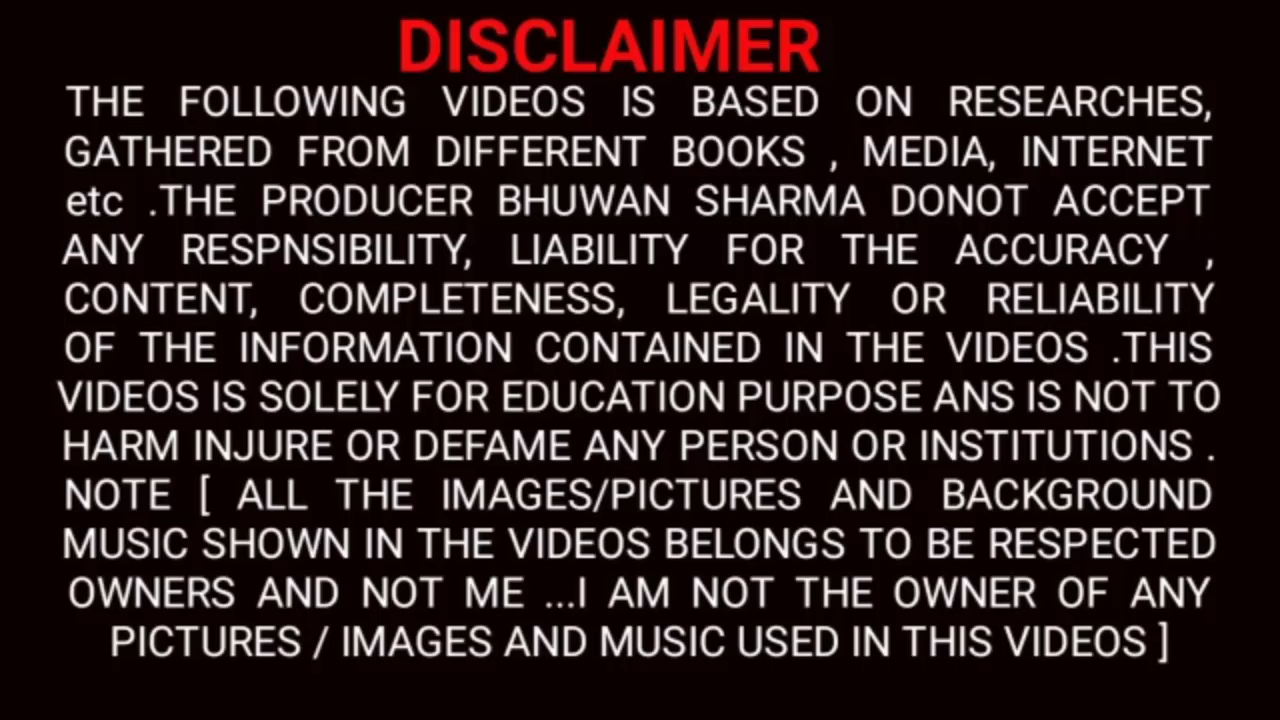 DISCLAIMER
THE FOLLOWING VIDEOS IS BASED ON RESEARCHES,
GATHERED FROM DIFFERENT BOOKS , MEDIA, INTERNET
etc .THE PRODUCER BHUWAN SHARMA DONOT ACCEPT
ANY RESPNSIBILITY, LIABILITY FOR THE ACCURACY ,
CONTENT, COMPLETENESS, LEGALITY OR RELIABILITY
OF THE INFORMATION CONTAINED IN THE VIDEOS .THIS
VIDEOS IS SOLELY FOR EDUCATION PURPOSE ANS IS NOT TO
HARM INJURE OR DEFAME ANY PERSON OR INSTITUTIONS .
NOTE [ ALL THE IMAGES/PICTURES AND BACKGROUND
MUSIC SHOWN IN THE VIDEOS BELONGS TO BE RESPECTED
OWNERS AND NOT ME ...I AM NOT THE OWNER OF ANY
PICTURES / IMAGES AND MUSIC USED IN THIS VIDEOS ]